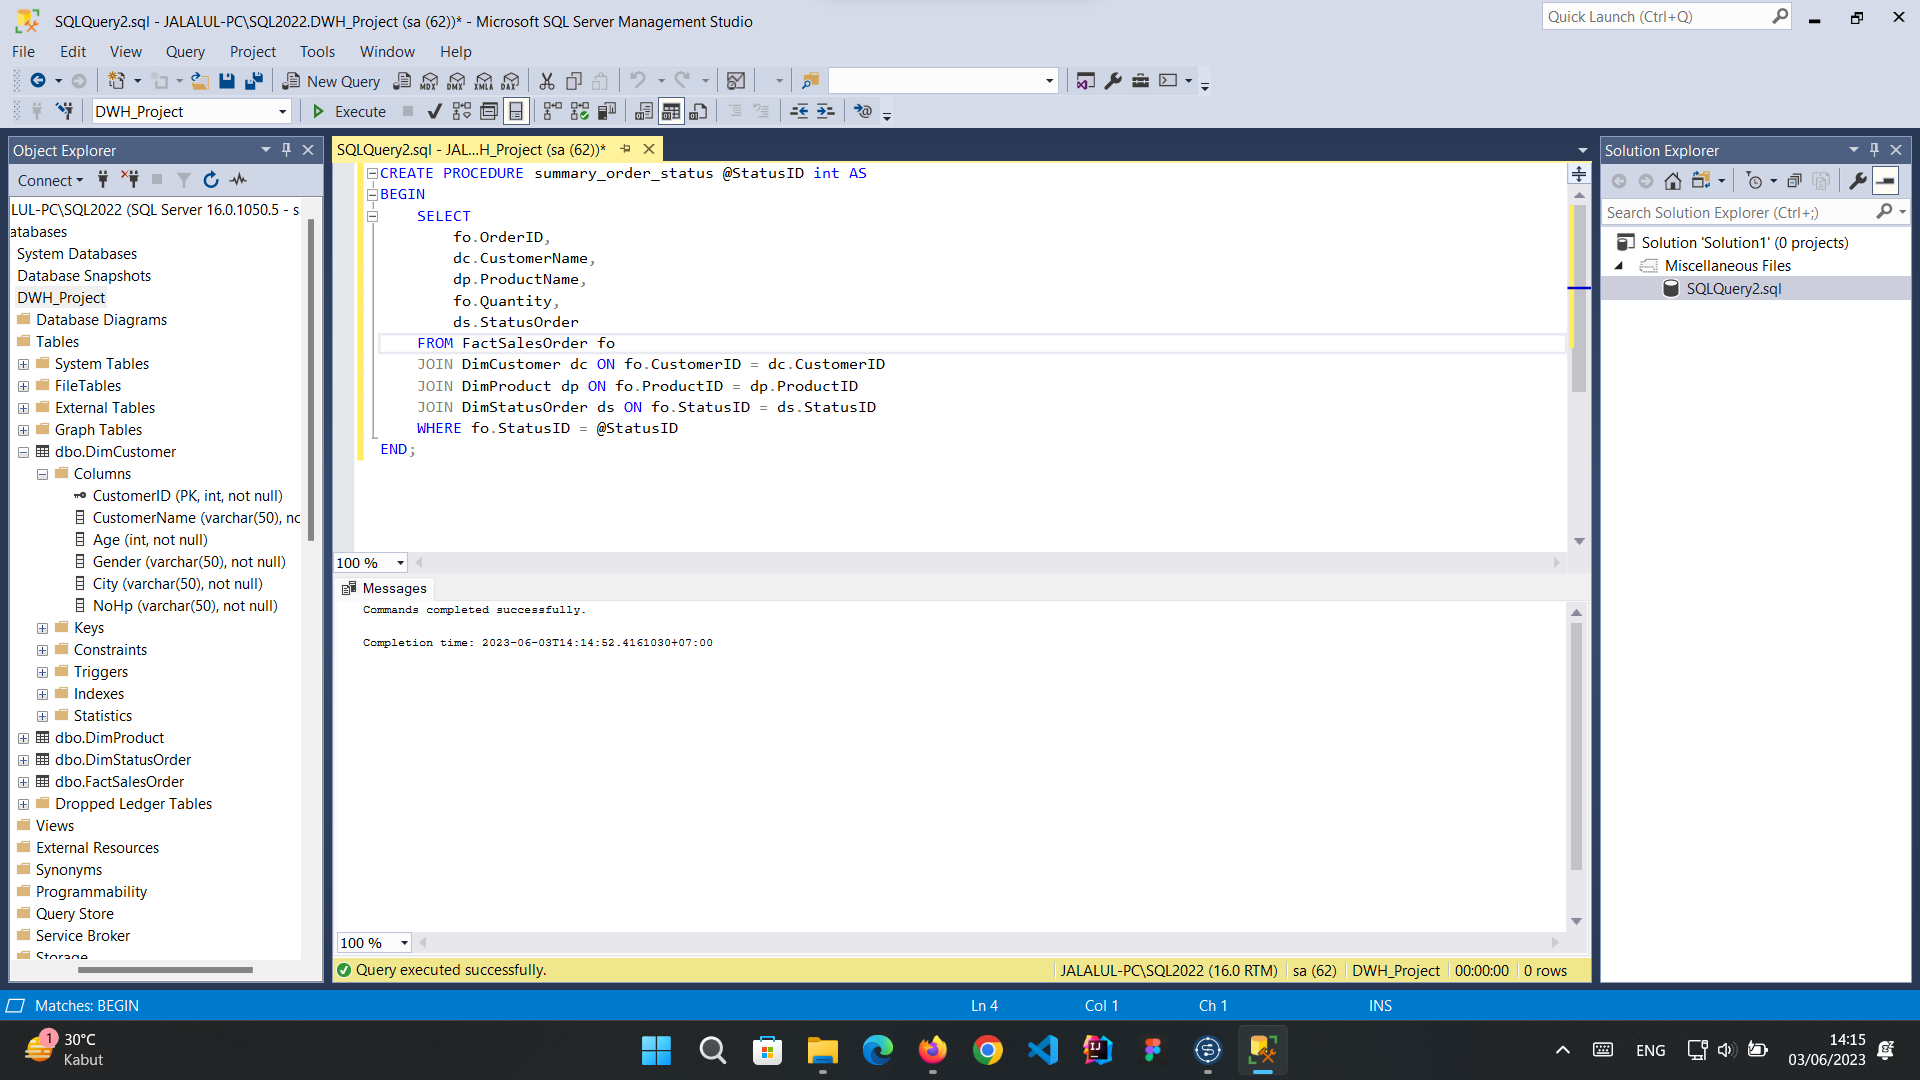 SQLQuery2.sql - JALALUL-PC\SQL2022.DWH_Project (sa (62))* - Microsoft SQL Server Management Studio
Quick Launch (Ctrl+Q)
File Edit View Query Project Tools Window Help
New Query MDX DMX XMLA DAX
DWH_Project Execute
Object Explorer
Connect
LUL-PC\SQL2022 (SQL Server 16.0.1050.5 - s
atabases
System Databases
Database Snapshots
DWH_Project
Database Diagrams
Tables
System Tables
FileTables
External Tables
Graph Tables
dbo.DimCustomer
Columns
CustomerID (PK, int, not null)
CustomerName (varchar(50), nc
Age (int, not null)
Gender (varchar(50), not null)
City (varchar(50), not null)
NoHp (varchar(50), not null)
Keys
Constraints
Triggers
Indexes
Statistics
dbo.DimProduct
dbo.DimStatusOrder
dbo.FactSalesOrder
Dropped Ledger Tables
Views
External Resources
Synonyms
Programmability
Query Store
Service Broker
Storage
SQLQuery2.sql - JAL...H_Project (sa (62))*
CREATE PROCEDURE summary_order_status @StatusID int AS
BEGIN
SELECT
fo.OrderID,
dc.CustomerName,
dp.ProductName,
fo.Quantity,
ds.StatusOrder
FROM FactSalesOrder fo
JOIN DimCustomer dc ON fo.CustomerID = dc.CustomerID
JOIN DimProduct dp ON fo.ProductID = dp.ProductID
JOIN DimStatusOrder ds ON fo.StatusID = ds.StatusID
WHERE fo.StatusID = @StatusID
END;
100 %
Messages
Commands completed successfully.
Completion time: 2023-06-03T14:14:52.4161030+07:00
100 %
Query executed successfully. JALALUL-PC\SQL2022 (16.0 RTM) sa (62) DWH_Project 00:00:00 0 rows
Solution Explorer
Search Solution Explorer (Ctrl+;)
Solution 'Solution1' (0 projects)
Miscellaneous Files
SQLQuery2.sql
Matches: BEGIN Ln 4 Col 1 Ch 1 INS
1
30°C
Kabut
ENG
14:15
03/06/2023